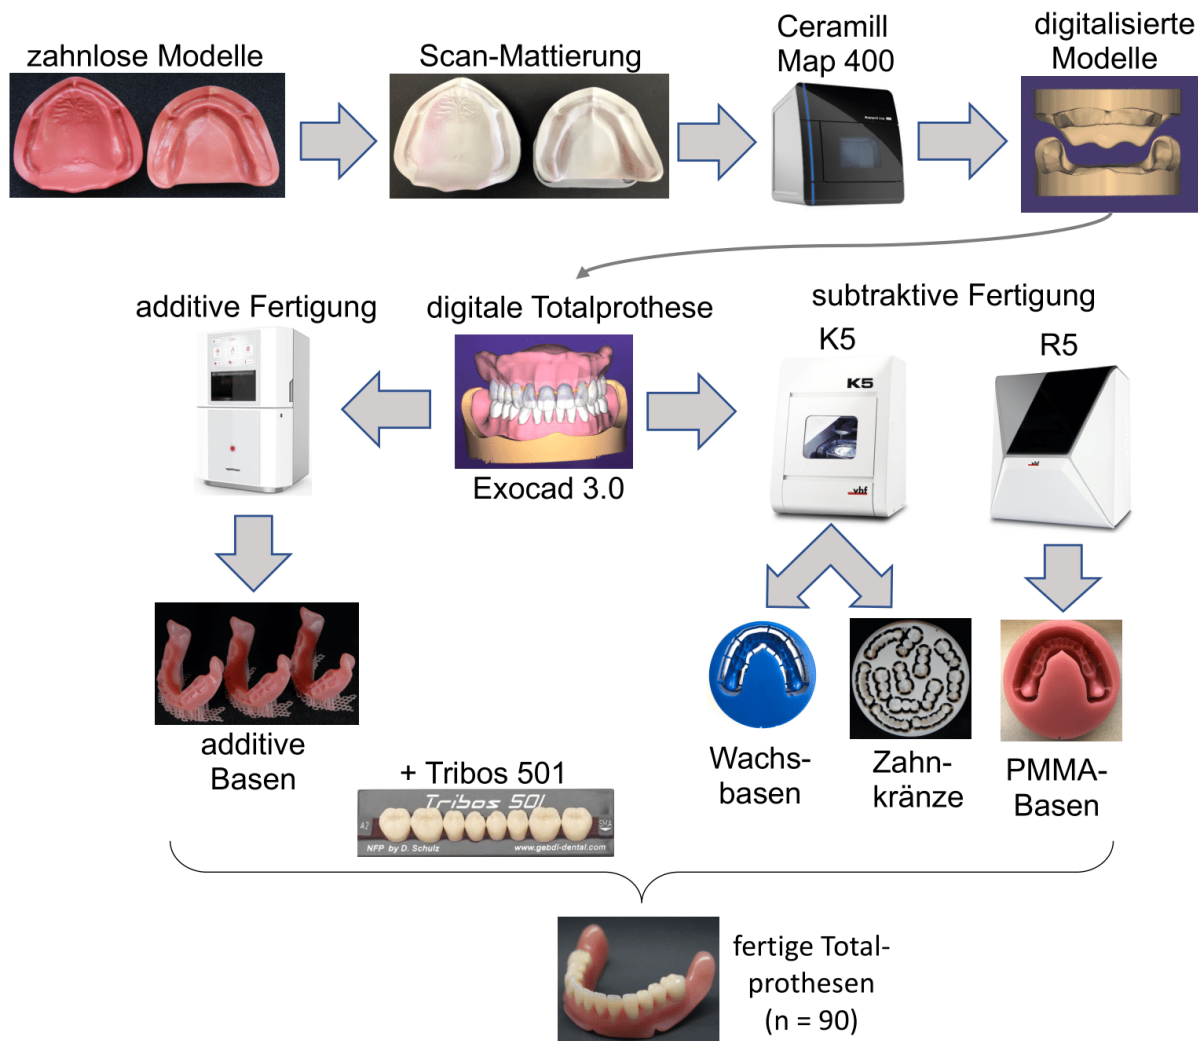 zahnlose Modelle
Scan-Mattierung
Ceramill
Map 400
digitalisierte
Modelle
additive Fertigung
digitale Totalprothese
Exocad 3.0
subtraktive Fertigung
K5
R5
K5
vhf
vhf
additive
Basen
+ Tribos 501
Tribos 501
A2
NFP by D. Schulz
www.gebdi-dental.com
Wachs-
basen
Zahn-
kränze
PMMA-
Basen
fertige Total-
prothesen
(n = 90)